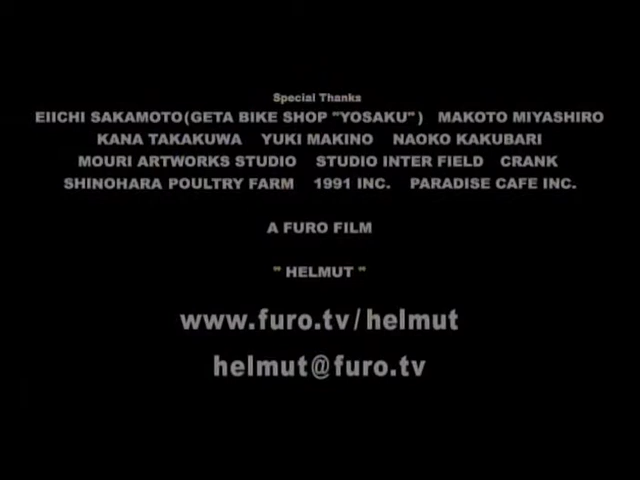 Special Thanks
EIICHI SAKAMOTO(GETA BIKE SHOP "YOSAKU") MAKOTO MIYASHIRO
KANA TAKAKUWA YUKI MAKINO NAOKO KAKUBARI
MOURI ARTWORKS STUDIO STUDIO INTER FIELD CRANK
SHINOHARA POULTRY FARM 1991 INC. PARADISE CAFE INC.
A FURO FILM
" HELMUT "
www.furo.tv/helmut
helmut@furo.tv